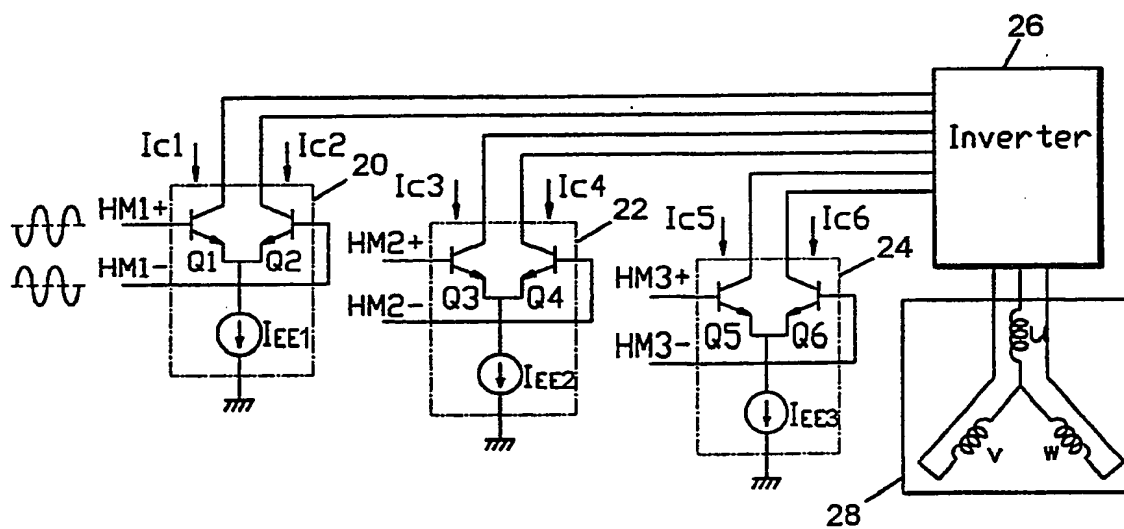 26
Inverter
Ic1
Ic2
20
HM1+
HM1-
Q1
Q2
IEE1
Ic3
Ic4
22
HM2+
HM2-
Q3
Q4
IEE2
Ic5
Ic6
24
HM3+
HM3-
Q5
Q6
IEE3
U
V
W
28